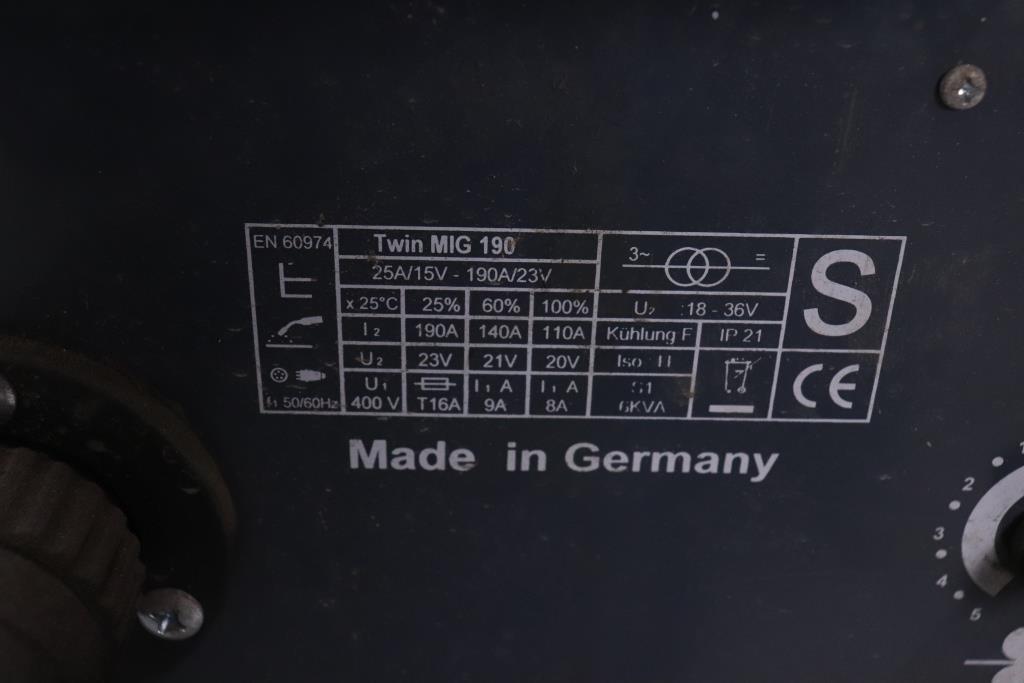 EN 60974
Twin MIG 190
3~ =
S
25A/15V - 190A/23V
x 25°C 25% 60% 100%
U₂ :18 - 36V
I₂ 190A 140A 110A
Kühlung F IP 21
U₂ 23V 21V 20V
Iso
U₁ I₁ A I₁ A
S1
CE
f₁ 50/60Hz 400 V T16A 9A 8A
6KVA
Made in Germany
1
2
3
4
5